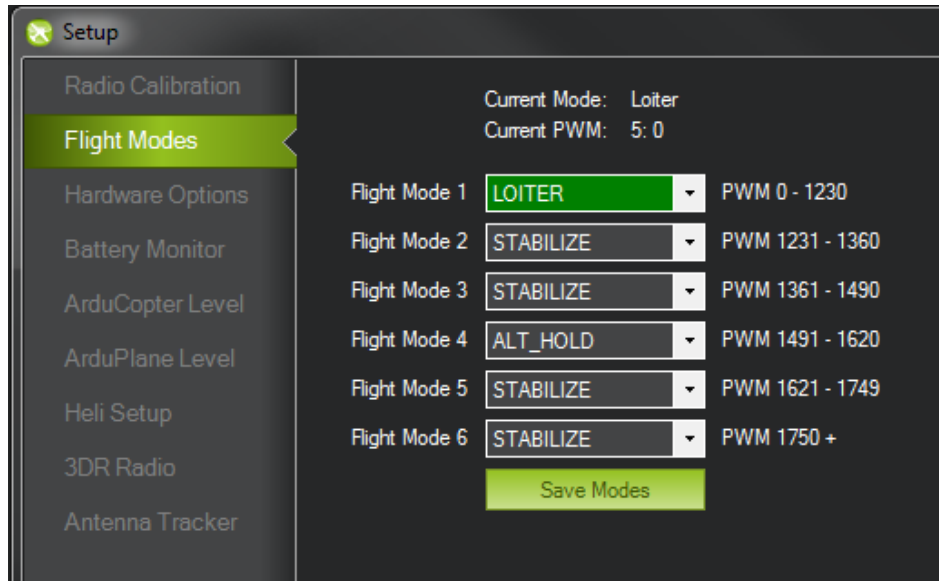 Setup
Radio Calibration
Flight Modes
Hardware Options
Battery Monitor
ArduCopter Level
ArduPlane Level
Heli Setup
3DR Radio
Antenna Tracker
Current Mode: Loiter
Current PWM: 5: 0
Flight Mode 1 LOITER PWM 0 - 1230
Flight Mode 2 STABILIZE PWM 1231 - 1360
Flight Mode 3 STABILIZE PWM 1361 - 1490
Flight Mode 4 ALT_HOLD PWM 1491 - 1620
Flight Mode 5 STABILIZE PWM 1621 - 1749
Flight Mode 6 STABILIZE PWM 1750 +
Save Modes